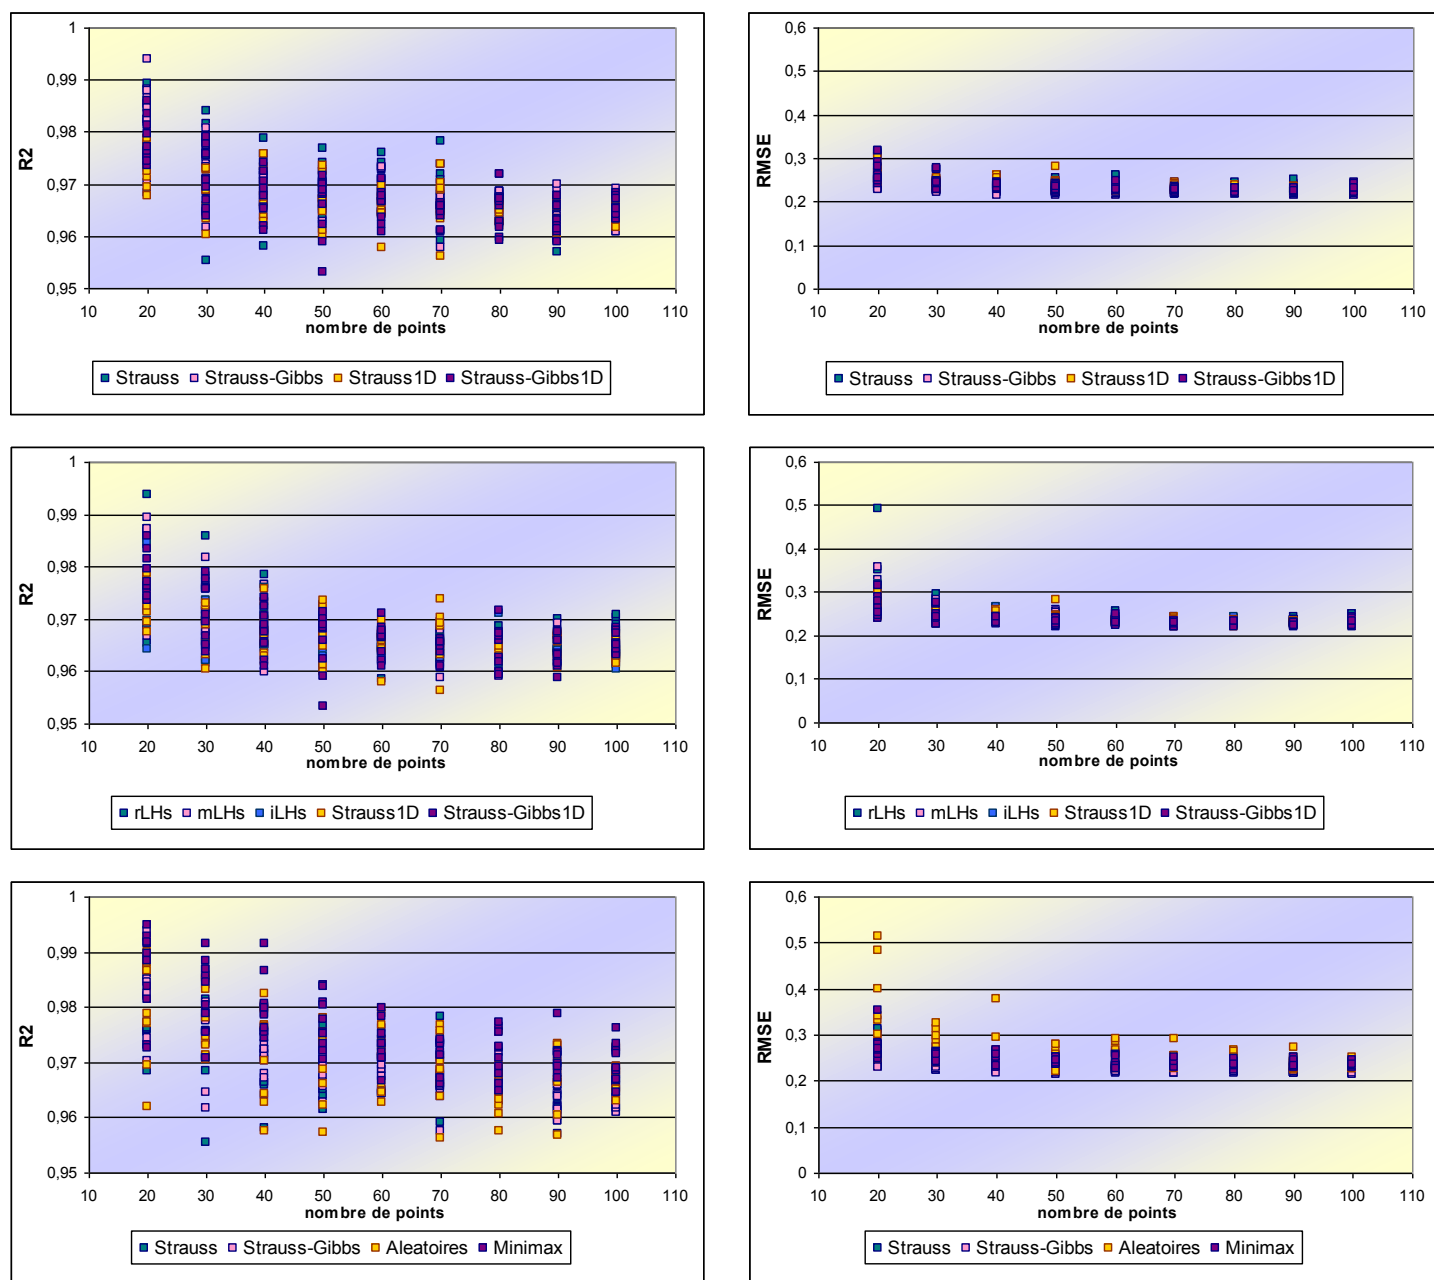 1
0,99
0,98
0,97
0,96
0,95
R2
10 20 30 40 50 60 70 80 90 100 110
nombre de points
Strauss Strauss-Gibbs Strauss1D Strauss-Gibbs1D
0,6
0,5
0,4
0,3
0,2
0,1
0
RMSE
10 20 30 40 50 60 70 80 90 100 110
nombre de points
Strauss Strauss-Gibbs Strauss1D Strauss-Gibbs1D
1
0,99
0,98
0,97
0,96
0,95
R2
10 20 30 40 50 60 70 80 90 100 110
nombre de points
rLHs mLHs iLHs Strauss1D Strauss-Gibbs1D
0,6
0,5
0,4
0,3
0,2
0,1
0
RMSE
10 20 30 40 50 60 70 80 90 100 110
nombre de points
rLHs mLHs iLHs Strauss1D Strauss-Gibbs1D
1
0,99
0,98
0,97
0,96
0,95
R2
10 20 30 40 50 60 70 80 90 100 110
nombre de points
Strauss Strauss-Gibbs Aleatoires Minimax
0,6
0,5
0,4
0,3
0,2
0,1
0
RMSE
10 20 30 40 50 60 70 80 90 100 110
nombre de points
Strauss Strauss-Gibbs Aleatoires Minimax